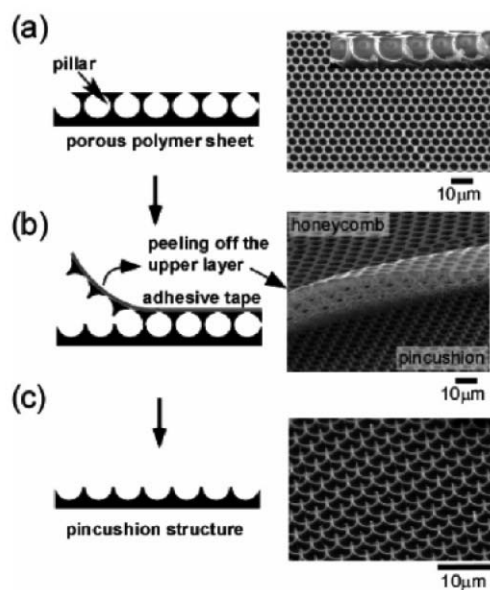 (a)
pillar
porous polymer sheet
10μm
(b)
peeling off the
upper layer
adhesive tape
honeycomb
pincushion
10μm
(c)
pincushion structure
10μm